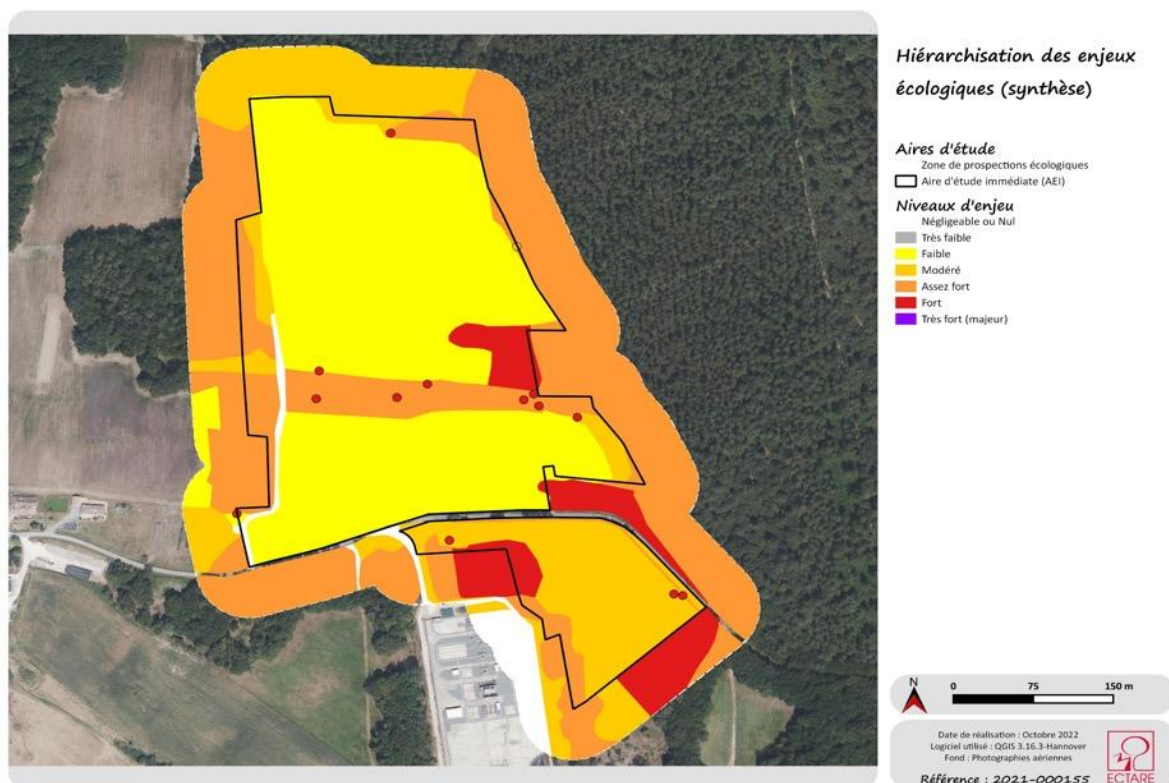 Hiérarchisation des enjeux
écologiques (synthèse)
Aires d'étude
Zone de prospections écologiques
Aire d'étude immédiate (AEI)
Niveaux d'enjeu
Négligeable ou Nul
Très faible
Faible
Modéré
Assez fort
Fort
Très fort (majeur)
N
0 75 150 m
Date de réalisation : Octobre 2022
Logiciel utilisé : QGIS 3.16.3-Hannover
Fond : Photographies aériennes
Référence : 2021-000155
ECTARE